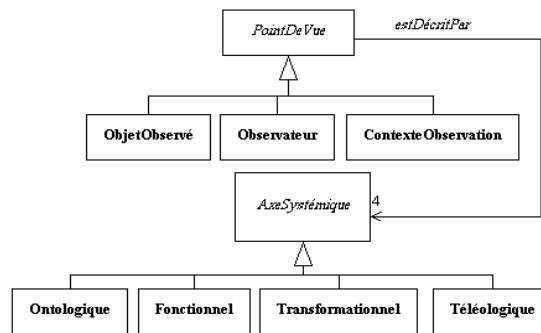 PointDeVue
estDécritPar
ObjetObservé
Observateur
ContexteObservation
AxeSystémique
4
Ontologique
Fonctionnel
Transformationnel
Téléologique